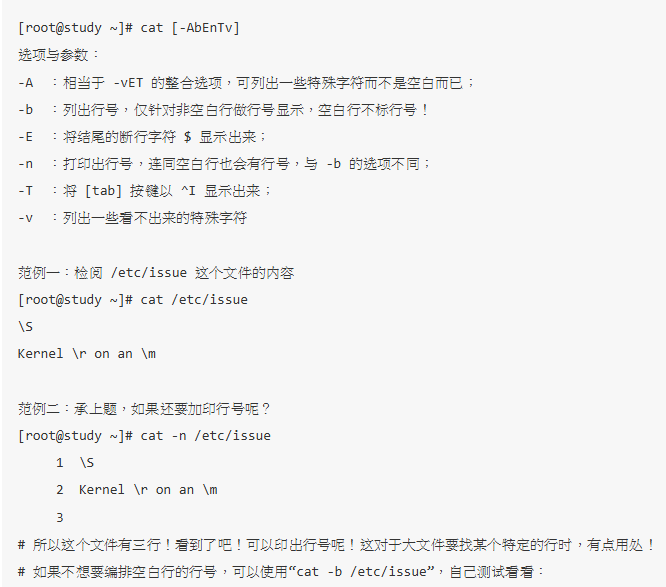 [root@study ~]# cat [-AbEnTv]
选项与参数：
-A ：相当于 -vET 的整合选项，可列出一些特殊字符而不是空白而已；
-b ：列出行号，仅针对非空白行做行号显示，空白行不标行号！
-E ：将结尾的断行字符 $ 显示出来；
-n ：打印出行号，连同空白行也会有行号，与 -b 的选项不同；
-T ：将 [tab] 按键以 ^I 显示出来；
-v ：列出一些看不出来的特殊字符
范例一：检阅 /etc/issue 这个文件的内容
[root@study ~]# cat /etc/issue
\S
Kernel \r on an \m
范例二：承上题，如果还要加印行号呢？
[root@study ~]# cat -n /etc/issue
1 \S
2 Kernel \r on an \m
3
# 所以这个文件有三行！看到了吧！可以印出行号呢！这对于大文件要找某个特定的行时，有点用处！
# 如果不想要编排空白行的行号，可以使用“cat -b /etc/issue”，自己测试看看：